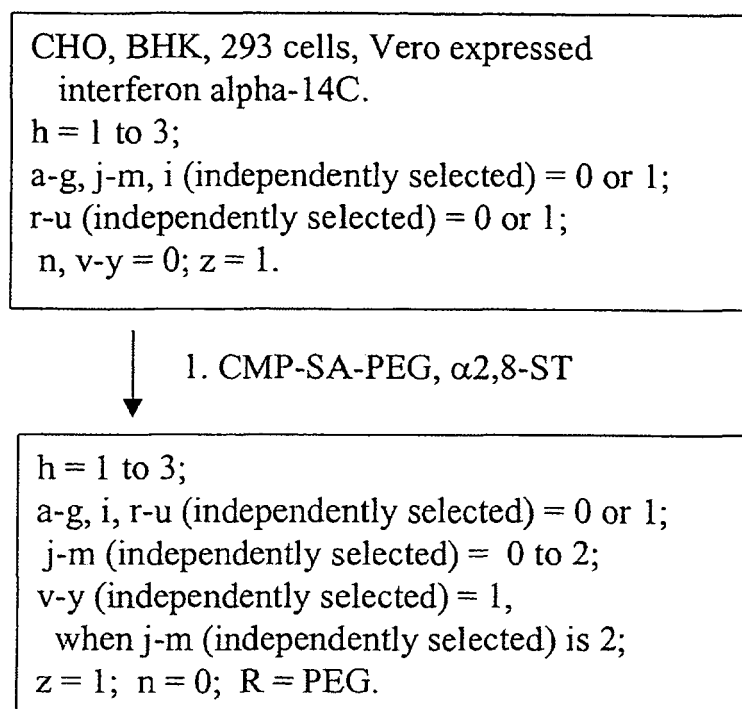 CHO, BHK, 293 cells, Vero expressed
interferon alpha-14C.
h = 1 to 3;
a-g, j-m, i (independently selected) = 0 or 1;
r-u (independently selected) = 0 or 1;
n, v-y = 0; z = 1.
1. CMP-SA-PEG, α2,8-ST
h = 1 to 3;
a-g, i, r-u (independently selected) = 0 or 1;
j-m (independently selected) = 0 to 2;
v-y (independently selected) = 1,
when j-m (independently selected) is 2;
z = 1; n = 0; R = PEG.